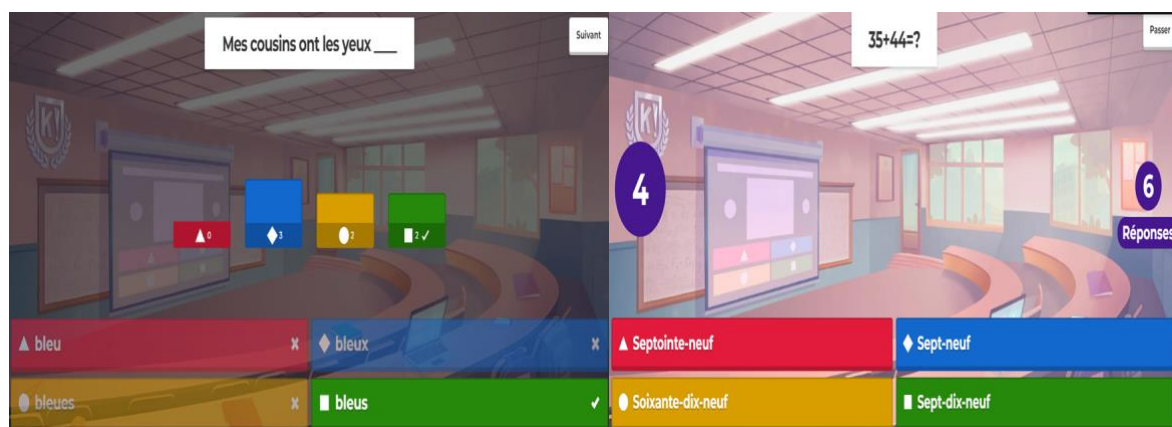 Mes cousins ont les yeux ___
Suivant
K!
0
3
2
2
bleu
bleux
bleues
bleus
35+44=?
Passer
K!
4
6
Réponses
Septointe-neuf
Sept-neuf
Soixante-dix-neuf
Sept-dix-neuf